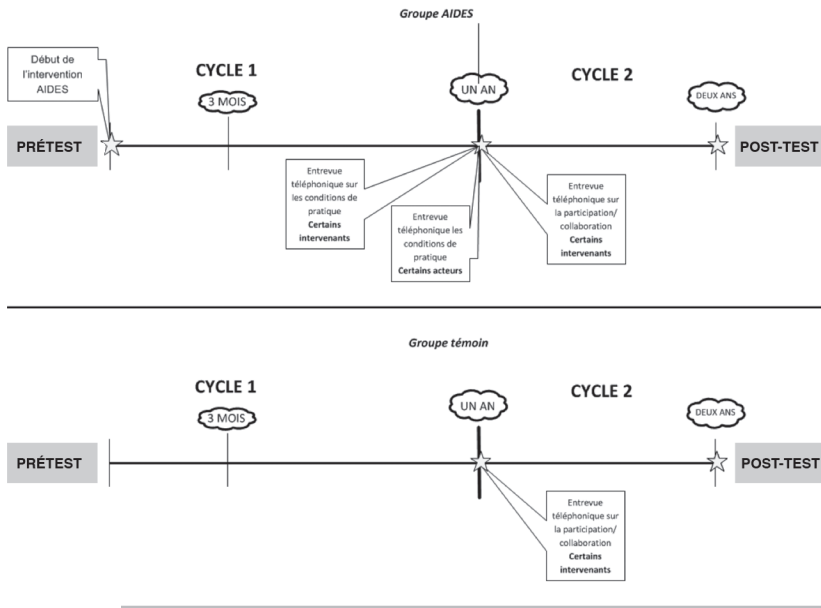 Groupe AIDES
Début de
l'intervention
AIDES
CYCLE 1
3 MOIS
UN AN
CYCLE 2
DEUX ANS
PRÉTEST
POST-TEST
Entrevue
téléphonique sur
les conditions de
pratique
Certains
intervenants
Entrevue
téléphonique les
conditions de
pratique
Certains acteurs
Entrevue
téléphonique sur
la participation/
collaboration
Certains
intervenants
Groupe témoin
CYCLE 1
3 MOIS
UN AN
CYCLE 2
DEUX ANS
PRÉTEST
POST-TEST
Entrevue
téléphonique sur
la participation/
collaboration
Certains
intervenants